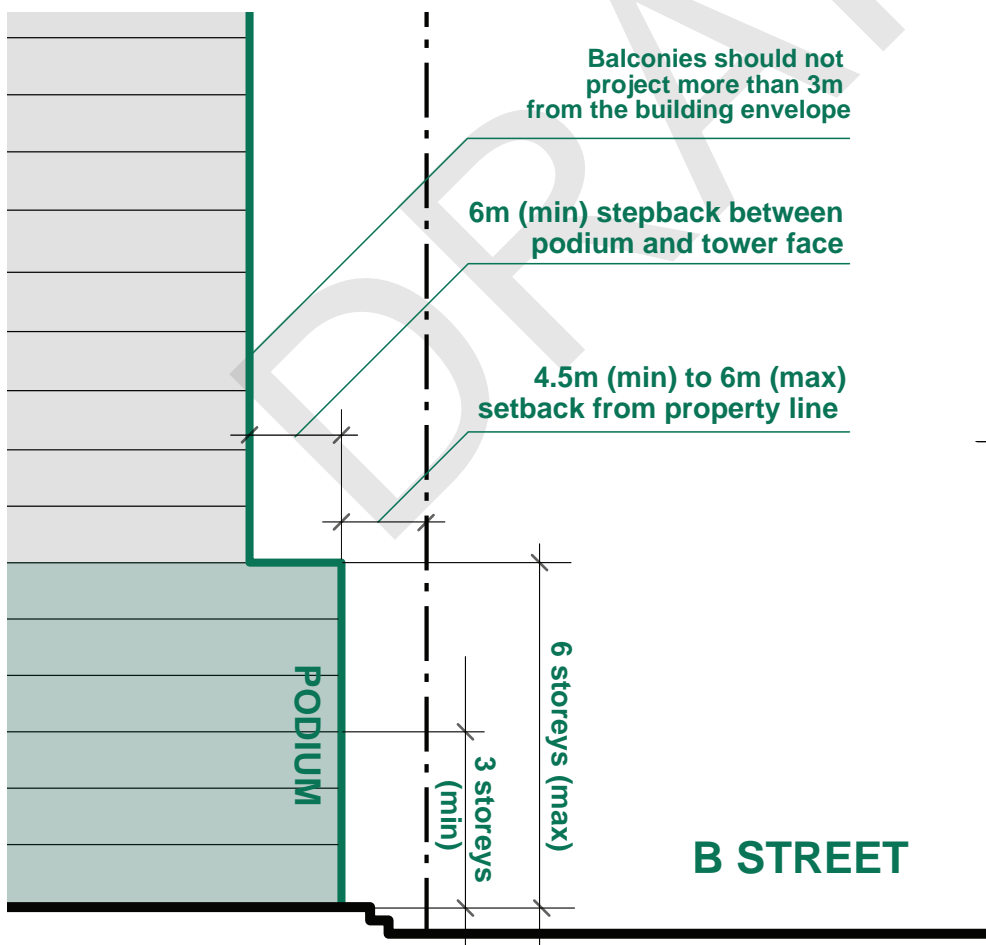 Balconies should not
project more than 3m
from the building envelope
6m (min) stepback between
podium and tower face
4.5m (min) to 6m (max)
setback from property line
PODIUM
3 storeys
(min)
6 storeys (max)
B STREET
DRA